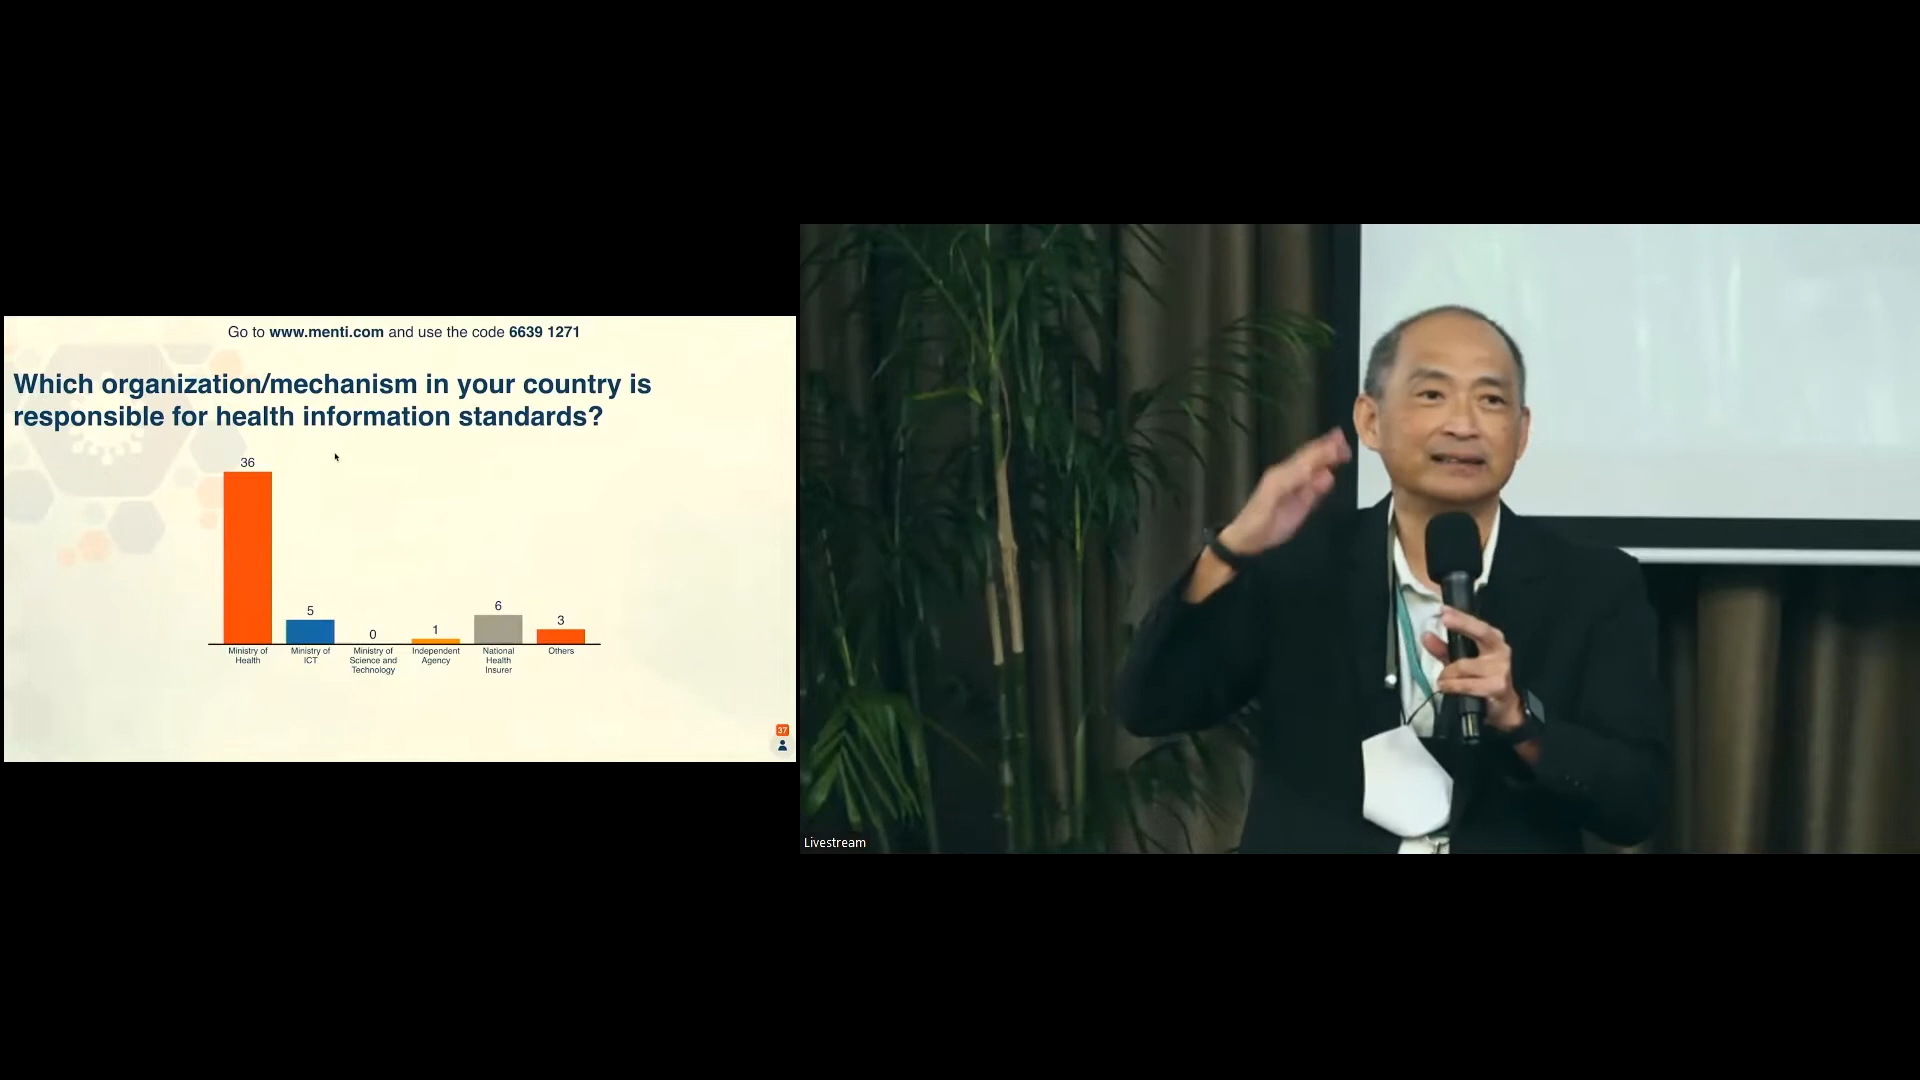 Go to www.menti.com and use the code 6639 1271
Which organization/mechanism in your country is
responsible for health information standards?
36
5
0
1
6
3
Ministry of
Health
Ministry of
ICT
Ministry of
Science and
Technology
Independent
Agency
National
Health
Insurer
Others
37
Livestream